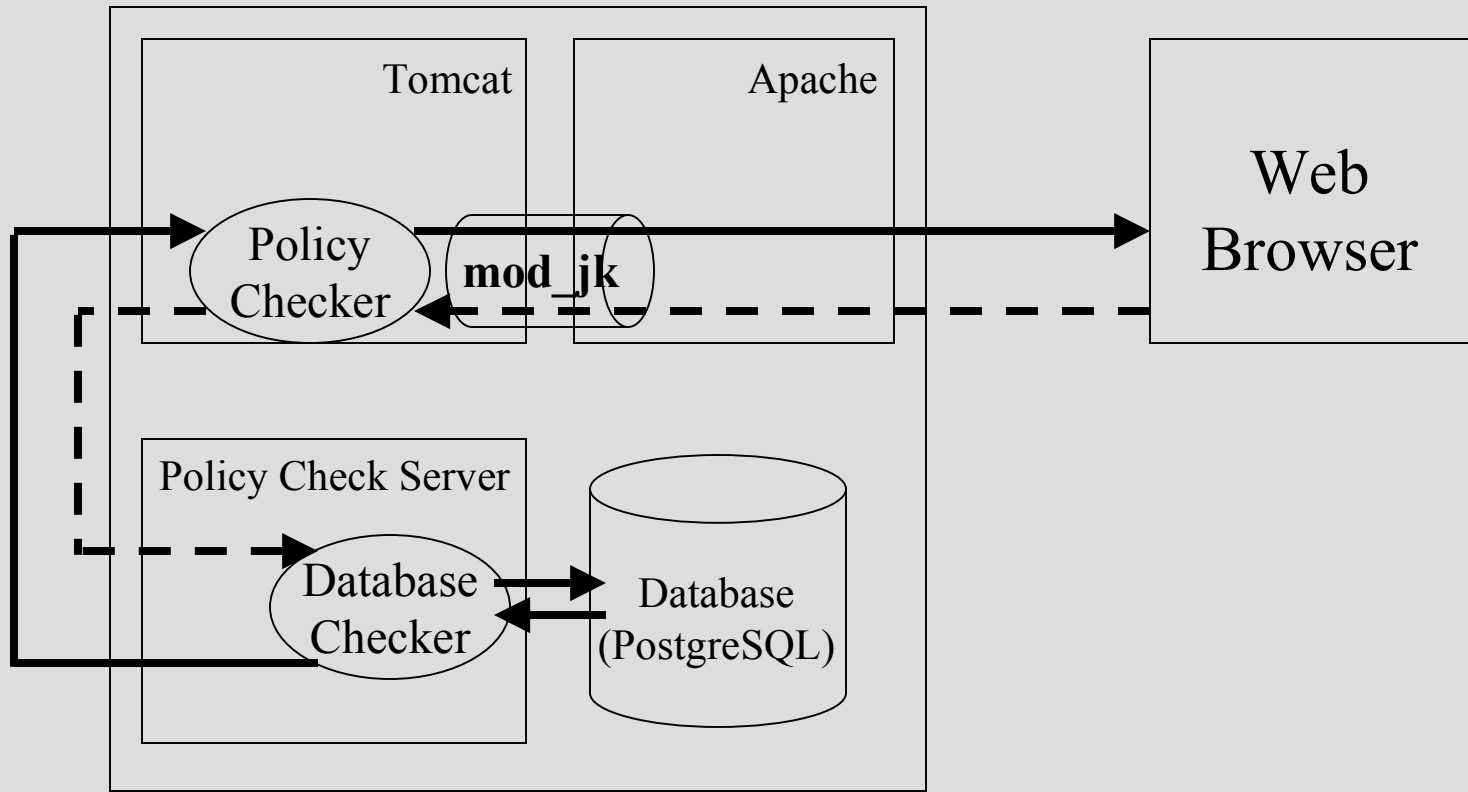 Tomcat
Apache
Web
Browser
Policy
Checker
mod_jk
Policy Check Server
Database
Checker
Database
(PostgreSQL)